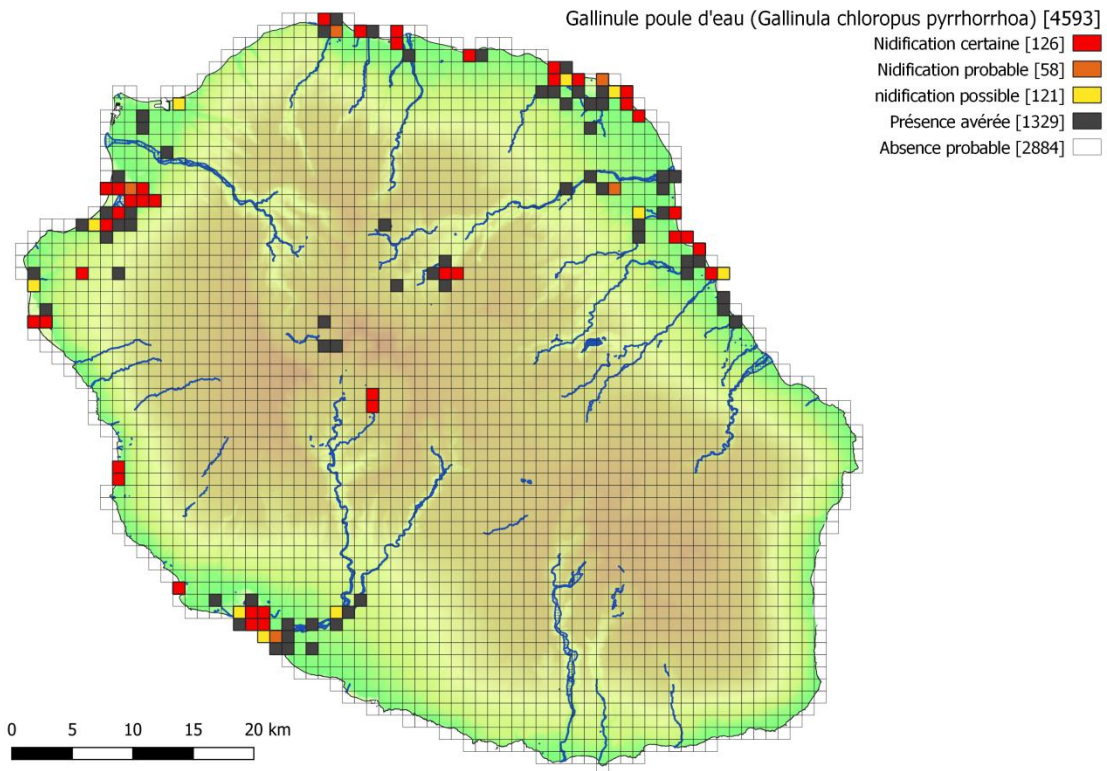 Gallinule poule d'eau (Gallinula chloropus pyrrhorrhoa) [4593]
Nidification certaine [126]
Nidification probable [58]
nidification possible [121]
Présence avérée [1329]
Absence probable [2884]
0 5 10 15 20 km